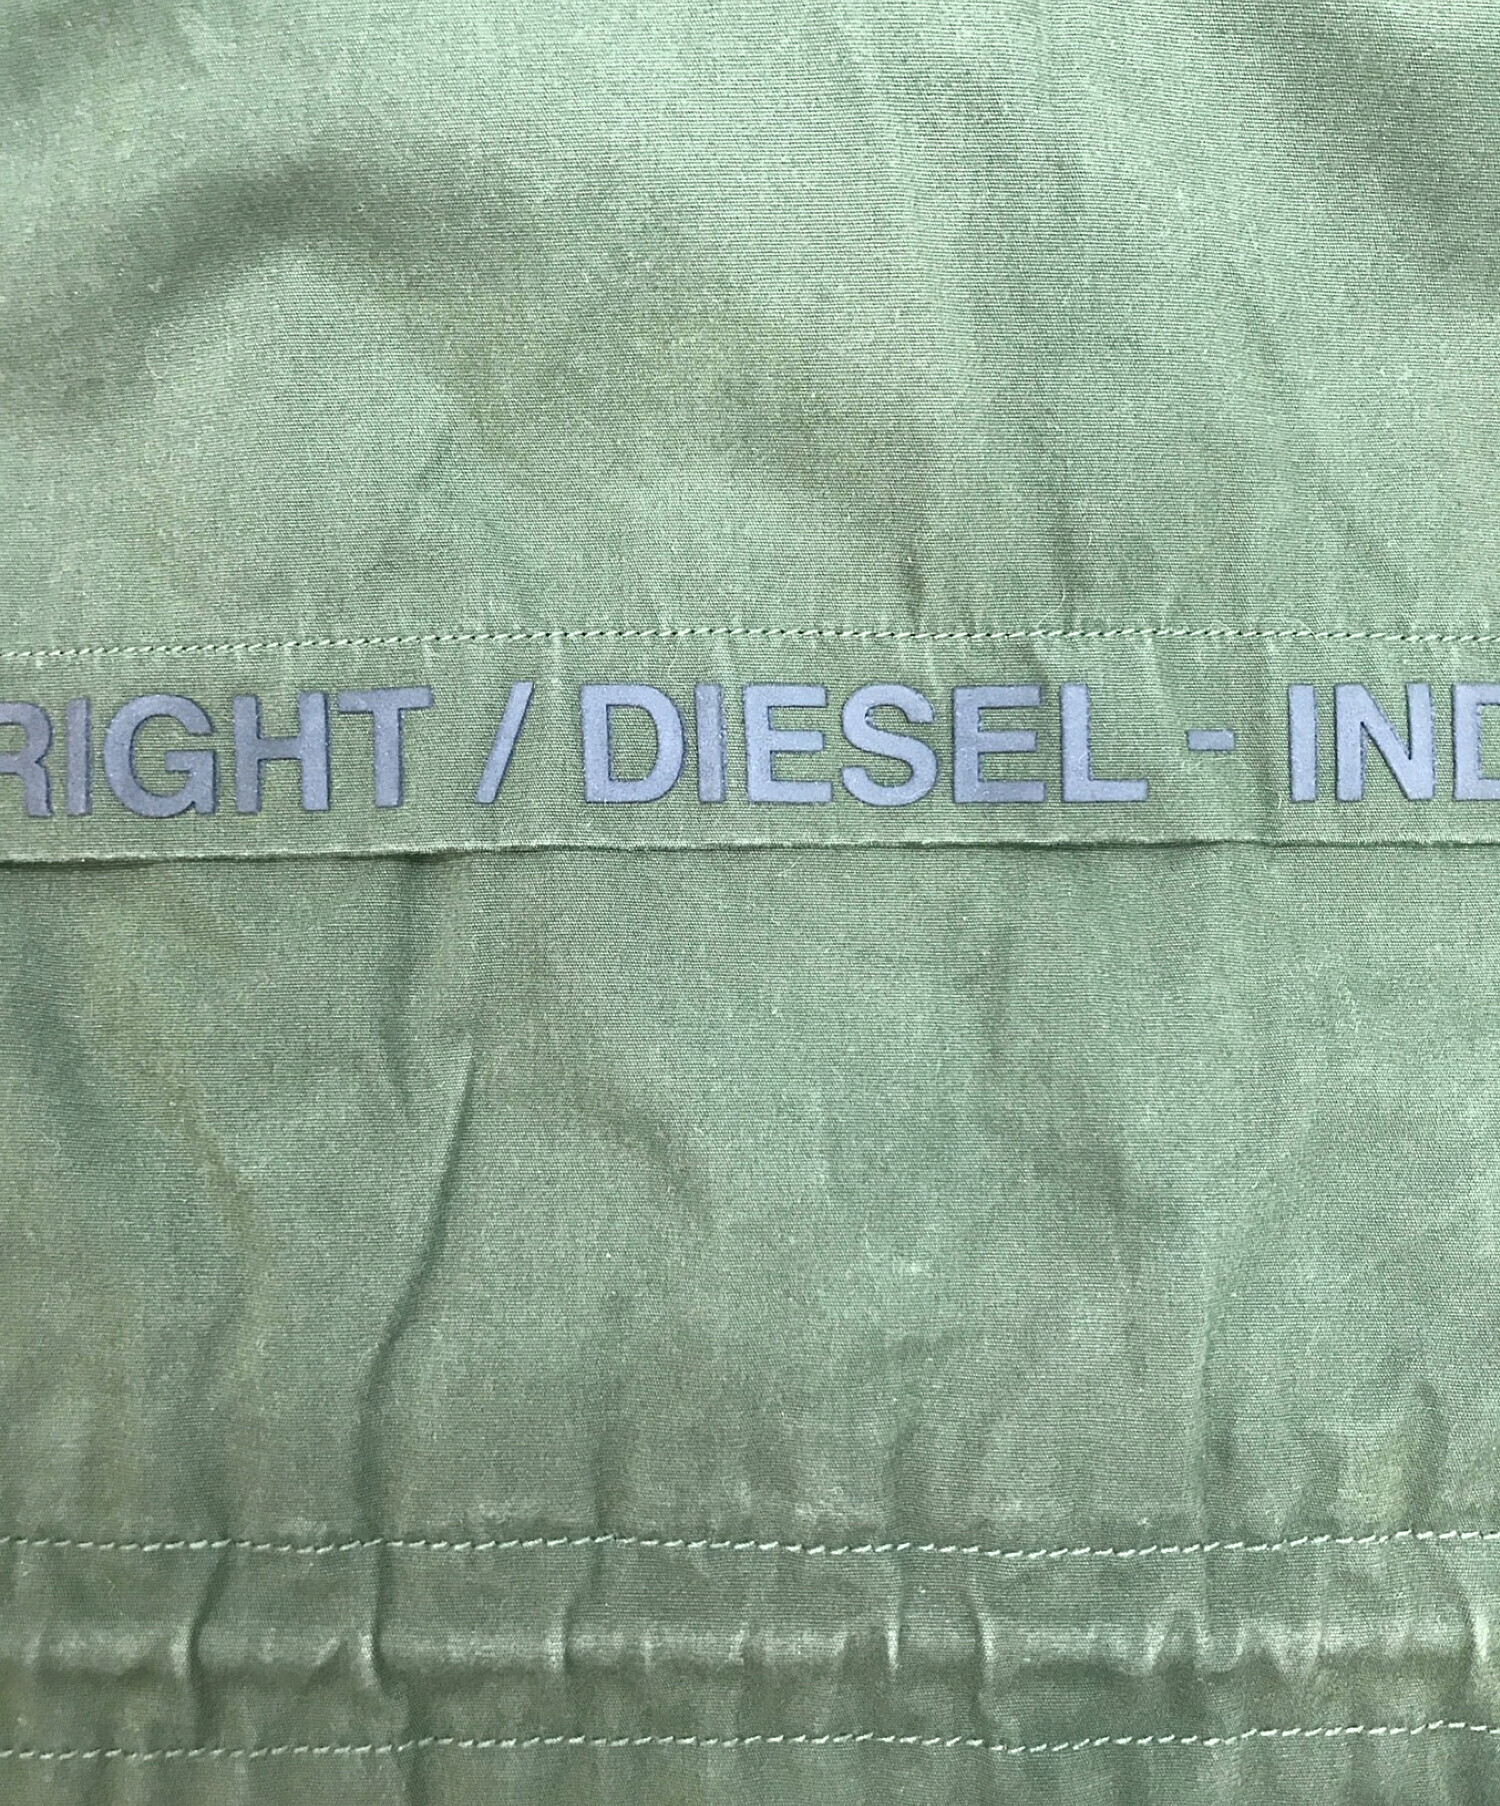 RIGHT / DIESEL - IND